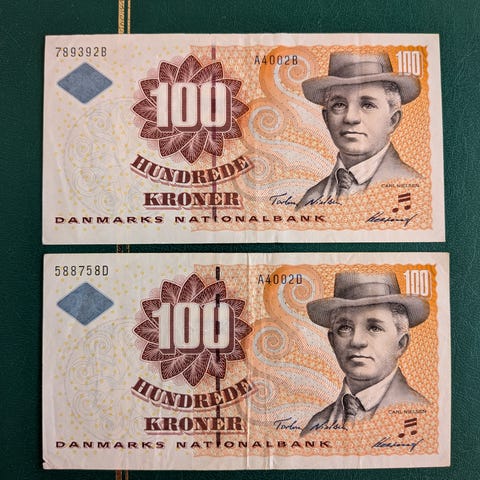 789392B A4002B 100
100
HUNDREDE
KRONER
CARL NIELSEN
DANMARKS NATIONALBANK
588758D A4002D 100
100
HUNDREDE
KRONER
CARL NIELSEN
DANMARKS NATIONALBANK